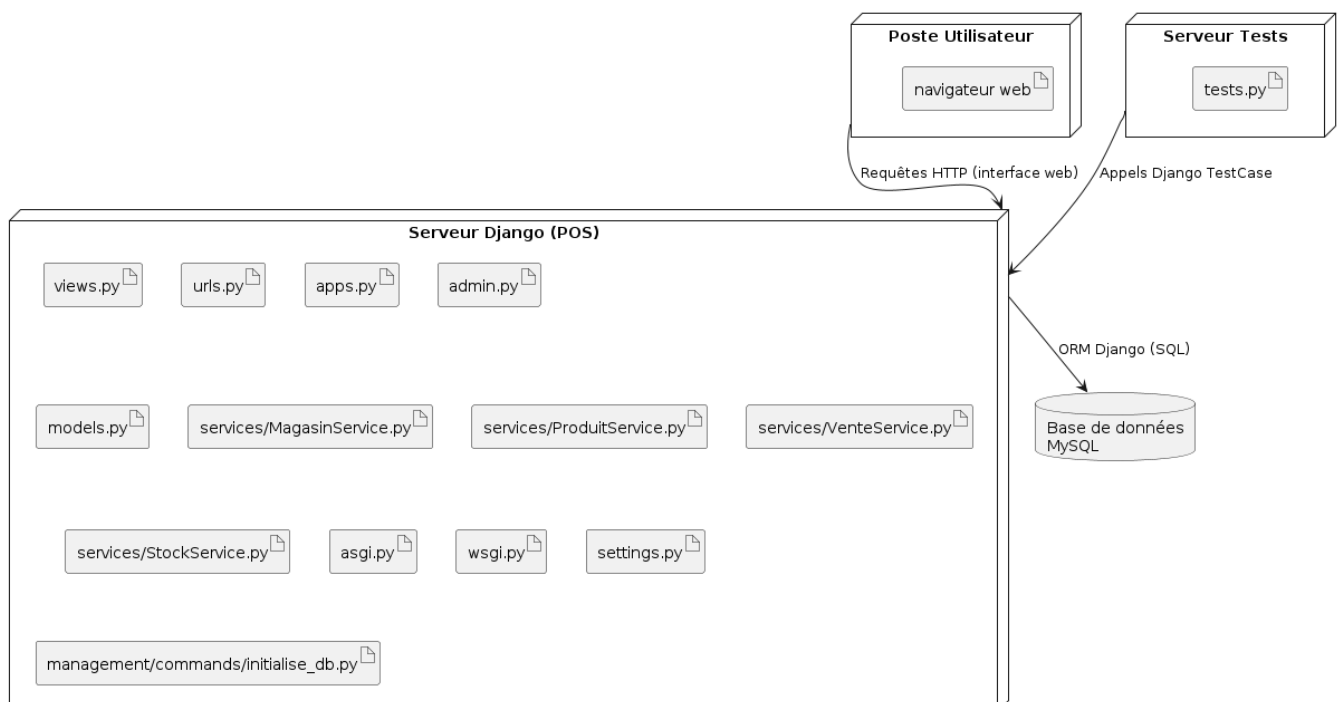 Poste Utilisateur
navigateur web
Serveur Tests
tests.py
Requêtes HTTP (interface web)
Appels Django TestCase
Serveur Django (POS)
views.py
urls.py
apps.py
admin.py
models.py
services/MagasinService.py
services/ProduitService.py
services/VenteService.py
services/StockService.py
asgi.py
wsgi.py
settings.py
management/commands/initialise_db.py
ORM Django (SQL)
Base de données
MySQL